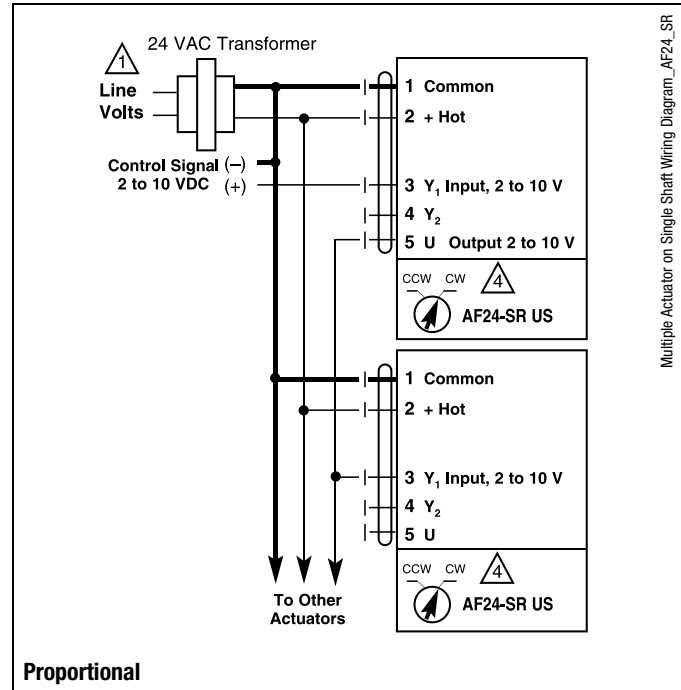 24 VAC Transformer
1
Line
Volts
Control Signal (–)
2 to 10 VDC (+)
1 Common
2 + Hot
3 Y₁ Input, 2 to 10 V
4 Y₂
5 U Output 2 to 10 V
CCW CW 4
AF24-SR US
1 Common
2 + Hot
3 Y₁ Input, 2 to 10 V
4 Y₂
5 U
CCW CW 4
AF24-SR US
To Other
Actuators
Proportional
Multiple Actuator on Single Shaft Wiring Diagram_AF24_SR